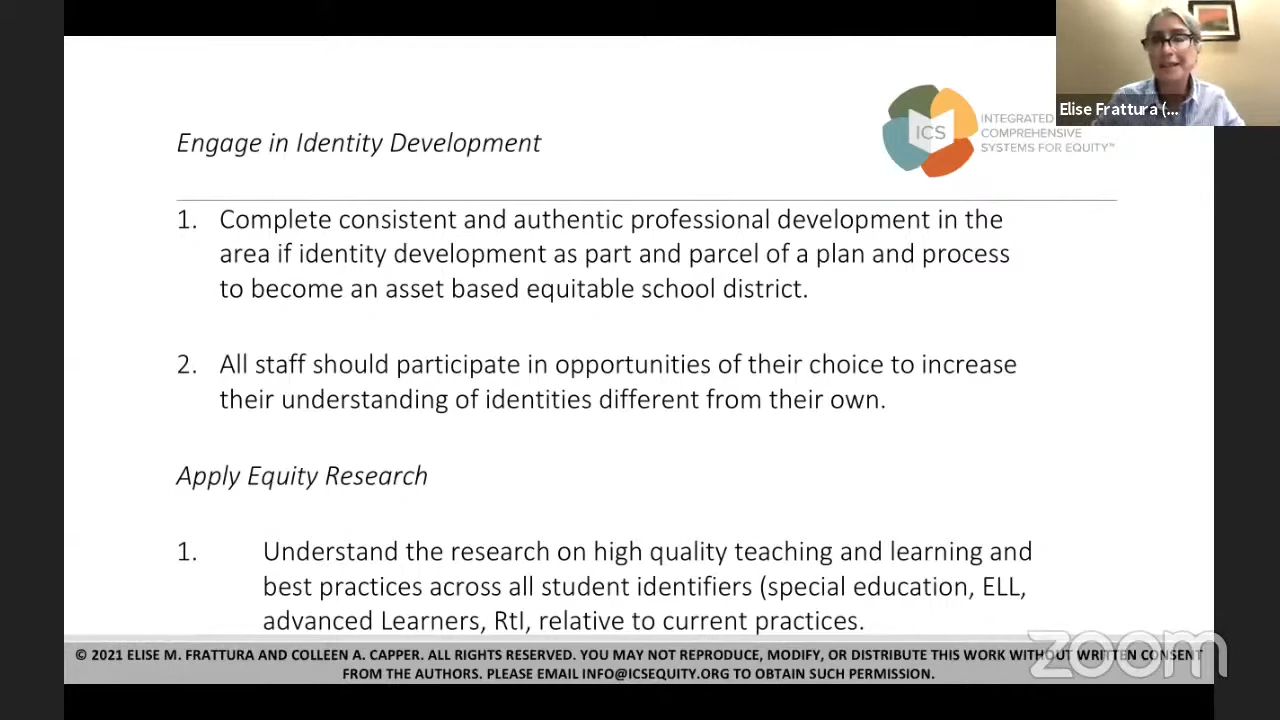 Elise Frattura (...
ICS
INTEGRATED
COMPREHENSIVE
SYSTEMS FOR EQUITY™
Engage in Identity Development
1. Complete consistent and authentic professional development in the
area if identity development as part and parcel of a plan and process
to become an asset based equitable school district.
2. All staff should participate in opportunities of their choice to increase
their understanding of identities different from their own.
Apply Equity Research
1. Understand the research on high quality teaching and learning and
best practices across all student identifiers (special education, ELL,
advanced Learners, RtI, relative to current practices.
© 2021 ELISE M. FRATTURA AND COLLEEN A. CAPPER. ALL RIGHTS RESERVED. YOU MAY NOT REPRODUCE, MODIFY, OR DISTRIBUTE THIS WORK WITHOUT WRITTEN CONSENT
FROM THE AUTHORS. PLEASE EMAIL INFO@ICSEQUITY.ORG TO OBTAIN SUCH PERMISSION.
zoom